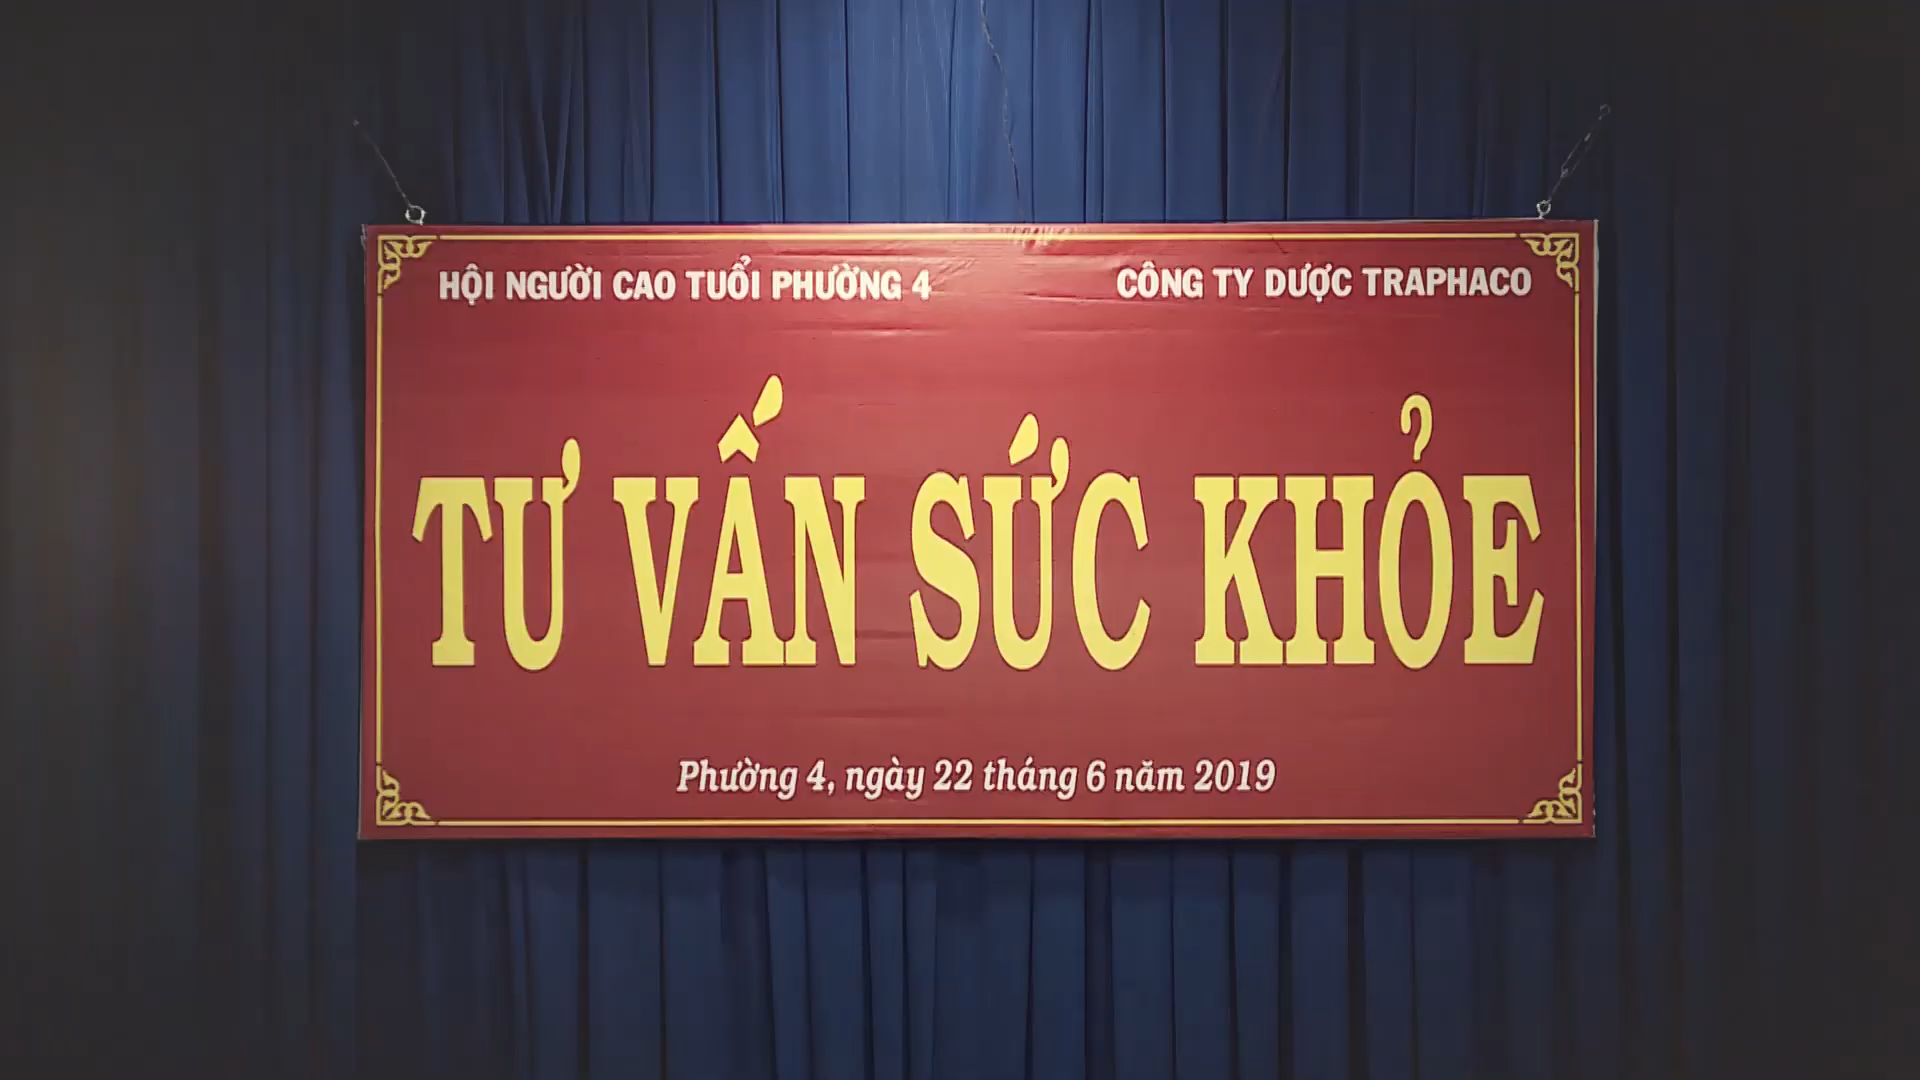 HỘI NGƯỜI CAO TUỔI PHƯỜNG 4 CÔNG TY DƯỢC TRAPHACO
TƯ VẤN SỨC KHỎE
Phường 4, ngày 22 tháng 6 năm 2019